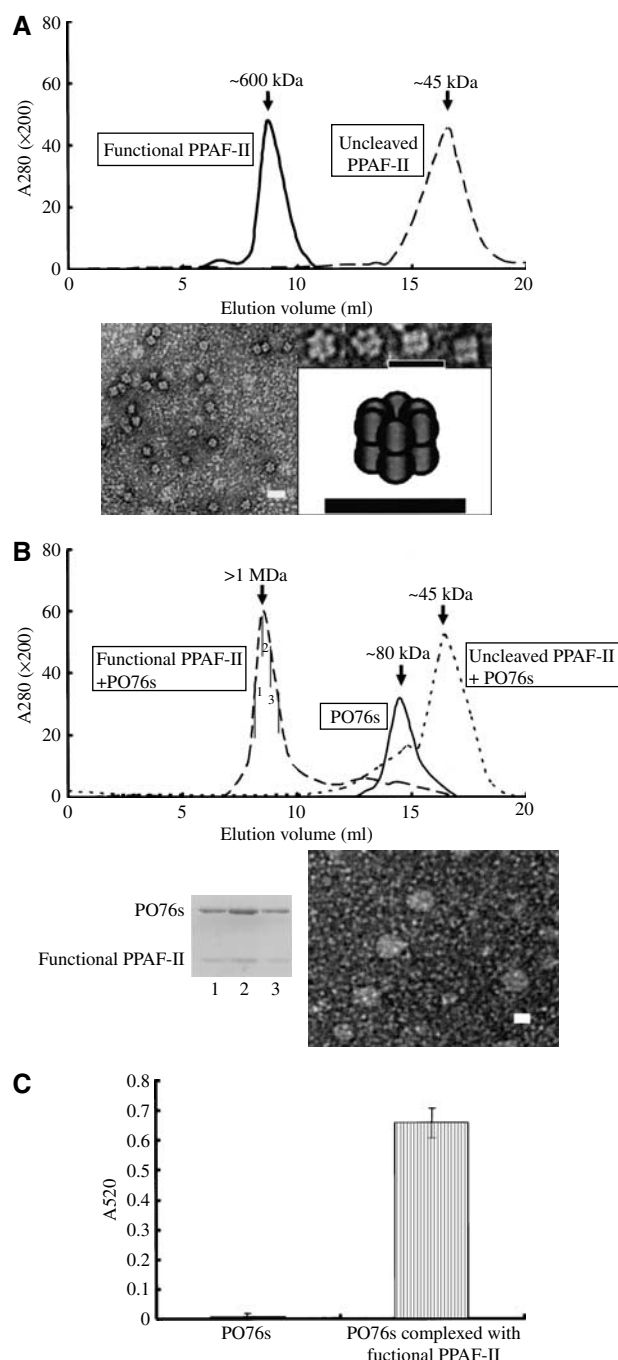 A
80
60
40
20
0
A280 (×200)
~600 kDa
~45 kDa
Functional PPAF-II
Uncleaved
PPAF-II
0 5 10 15 20
Elution volume (ml)
B
80
60
40
20
0
A280 (×200)
>1 MDa
~45 kDa
~80 kDa
Functional PPAF-II
+PO76s
1 2 3
PO76s
Uncleaved PPAF-II
+ PO76s
0 5 10 15 20
Elution volume (ml)
PO76s
Functional PPAF-II
1 2 3
C
0.8
0.7
0.6
0.5
0.4
0.3
0.2
0.1
0
A520
PO76s
PO76s complexed with
fuctional PPAF-II